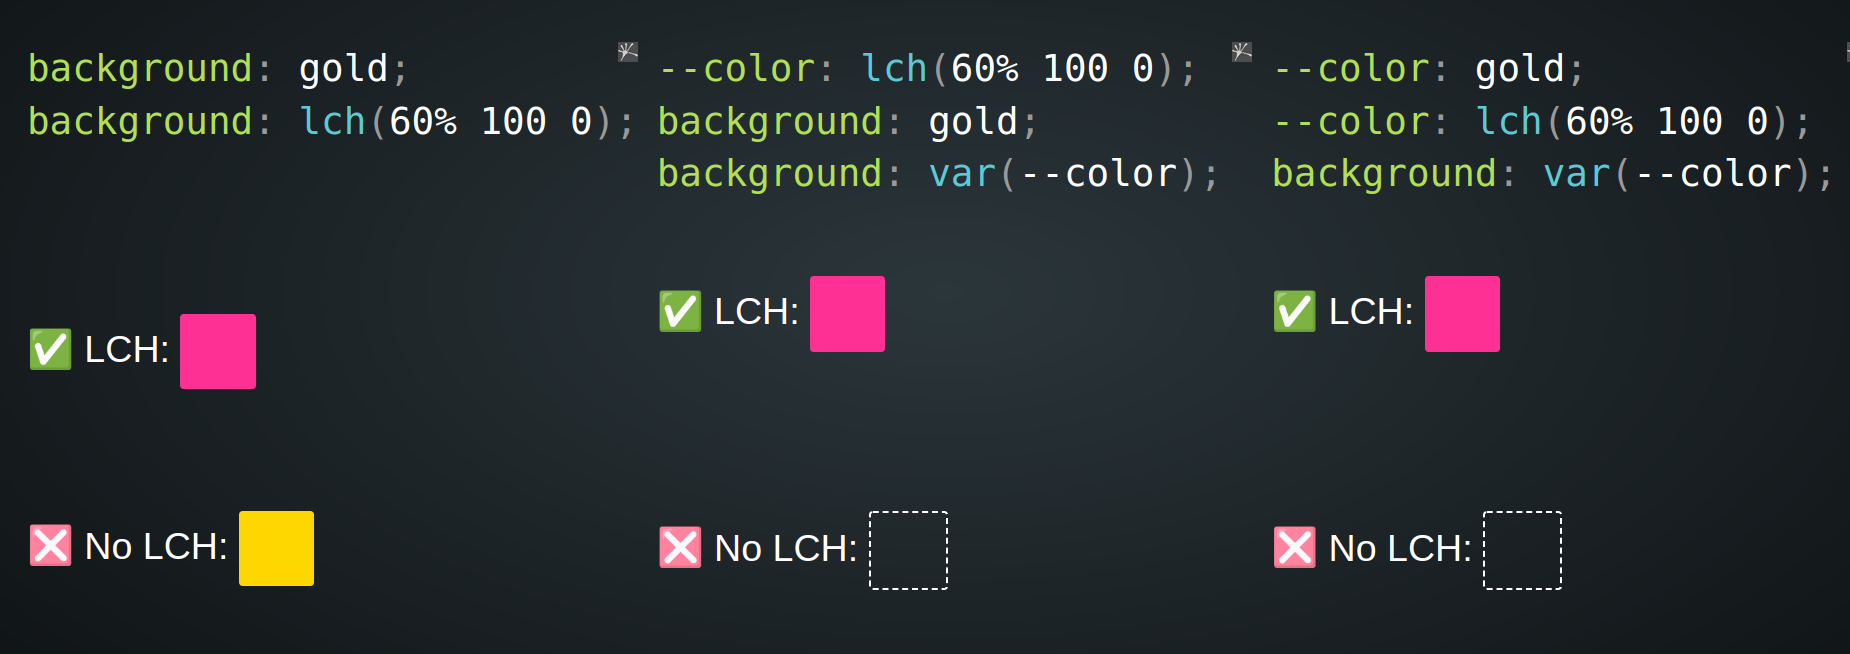 background: gold;
background: lch(60% 100 0);
✅ LCH:
❎ No LCH:
--color: lch(60% 100 0);
background: gold;
background: var(--color);
✅ LCH:
❎ No LCH:
--color: gold;
--color: lch(60% 100 0);
background: var(--color);
✅ LCH:
❎ No LCH: